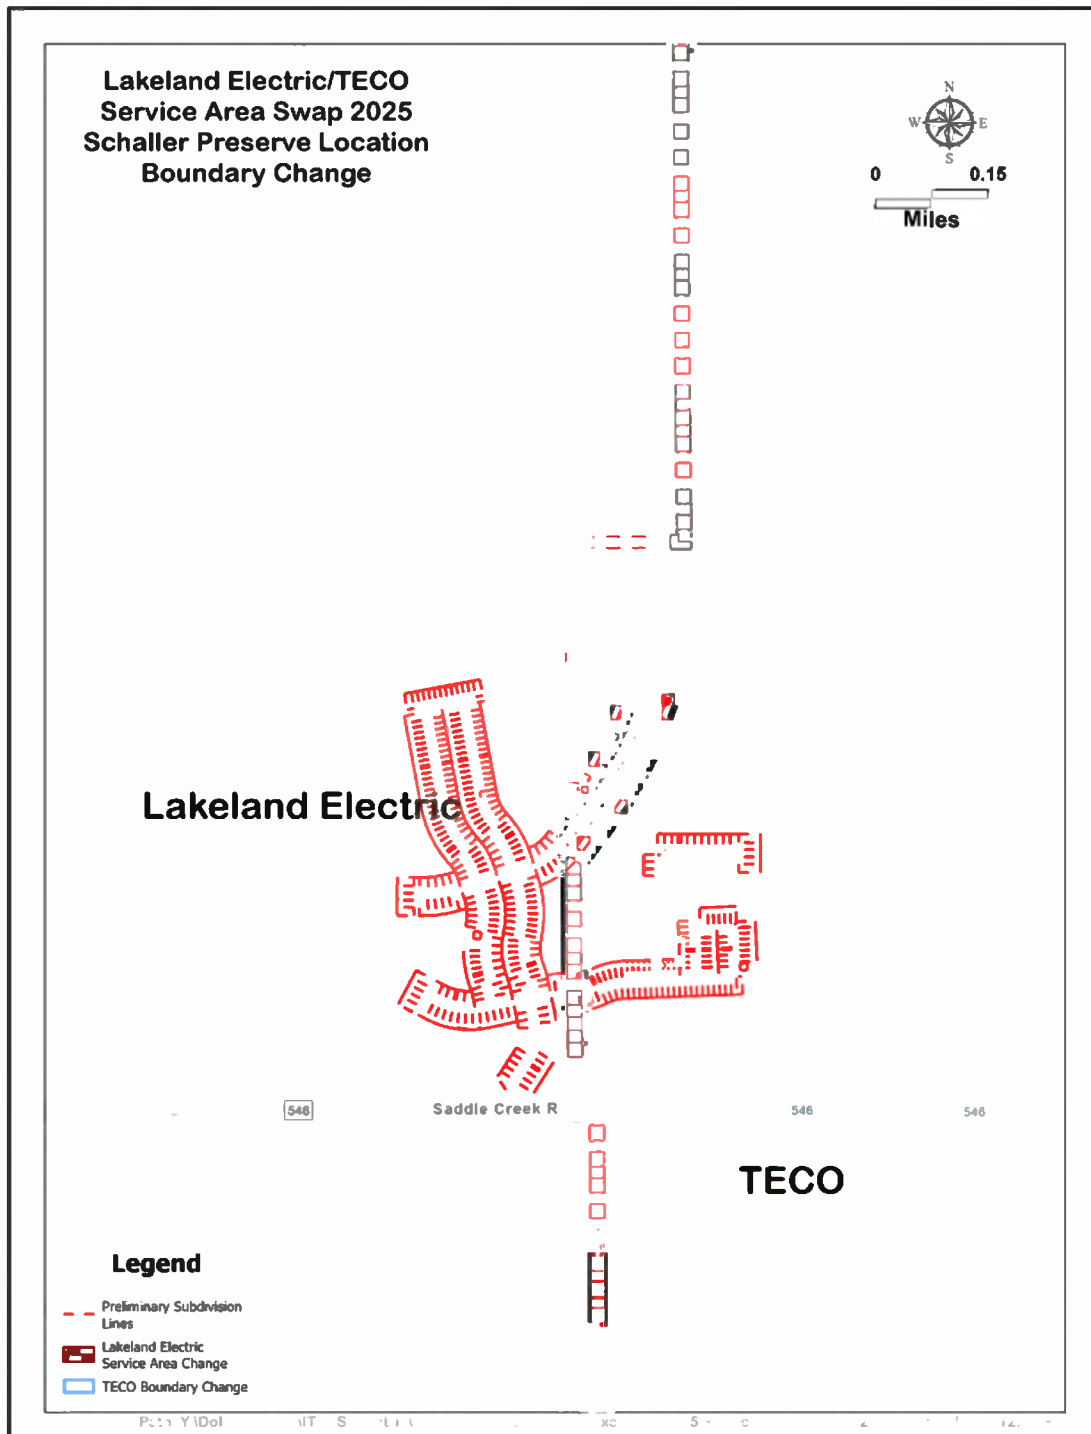 Lakeland Electric/TECO
Service Area Swap 2025
Schaller Preserve Location
Boundary Change
N
W E
S
0 0.15
Miles
Lakeland Electric
546 Saddle Creek R 546 546
TECO
Legend
Preliminary Subdivision
Lines
Lakeland Electric
Service Area Change
TECO Boundary Change